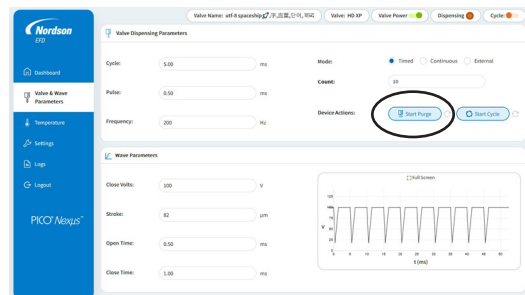 Nordson
EFD
Valve Name: utf-8 spaceship
Valve: HD XP
Valve Power
Dispensing
Cycle:
Valve Dispensing Parameters
Cycle:
5.00
ms
Mode:
Timed
Continuous
External
Count:
Dashboard
Valve & Wave
Parameters
Pulse:
0.50
ms
Device Actions:
Start Purge
Start Cycle
Temperature
Frequency:
200
Hz
Settings
Logs
Wave Parameters
Logout
Close Volts:
100
V
Full Screen
PICO Nexµs™
Stroke:
82
µm
Open Time:
0.50
ms
Close Time:
1.00
ms
V
t (ms)